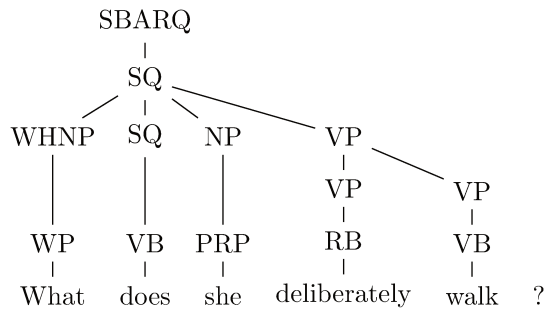 SBARQ
SQ
WHNP SQ NP VP
VP VP
WP VB PRP RB VB
What does she deliberately walk ?